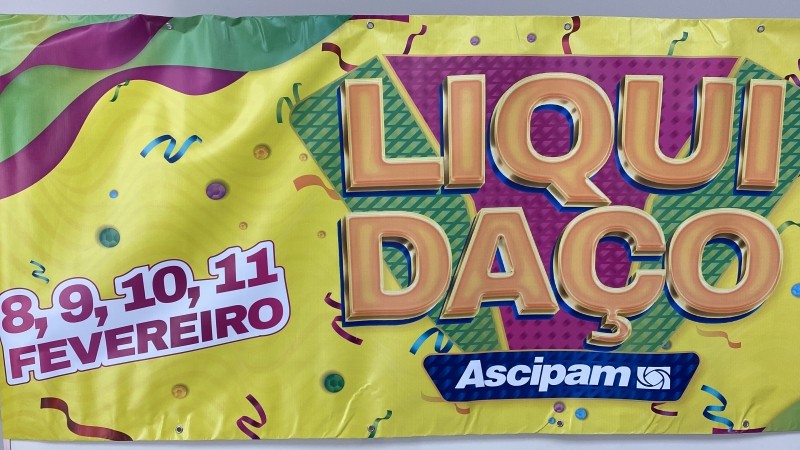 LIQUI
DAÇO
8, 9, 10, 11
FEVEREIRO
Ascipam